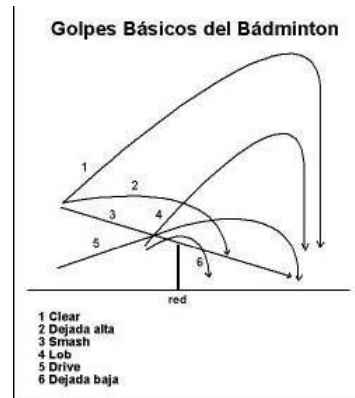 Golpes Básicos del Bádminton
1
2
3
4
5
6
red
1 Clear
2 Dejada alta
3 Smash
4 Lob
5 Drive
6 Dejada baja